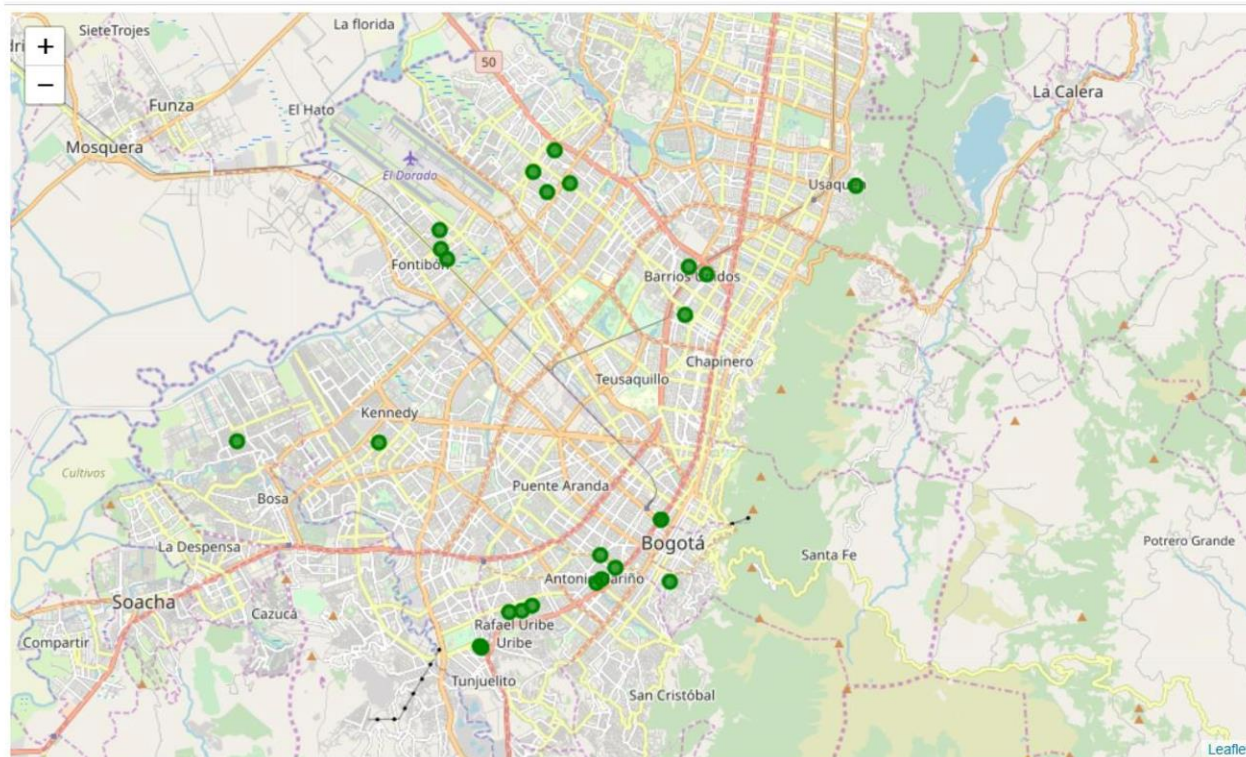 La florida
SieteTrojes
+
50
−
La Calera
Funza
El Hato
Mosquera
El Dorado
Usaquén
Fontibón
Barrios Unidos
Chapinero
Teusaquillo
Kennedy
Cultivos
Bosa
Puente Aranda
Bogotá
La Despensa
Santa Fe
Potrero Grande
Antonio Nariño
Soacha
Cazucá
Rafael Uribe
Uribe
Compartir
Tunjuelito
San Cristóbal
Leafle